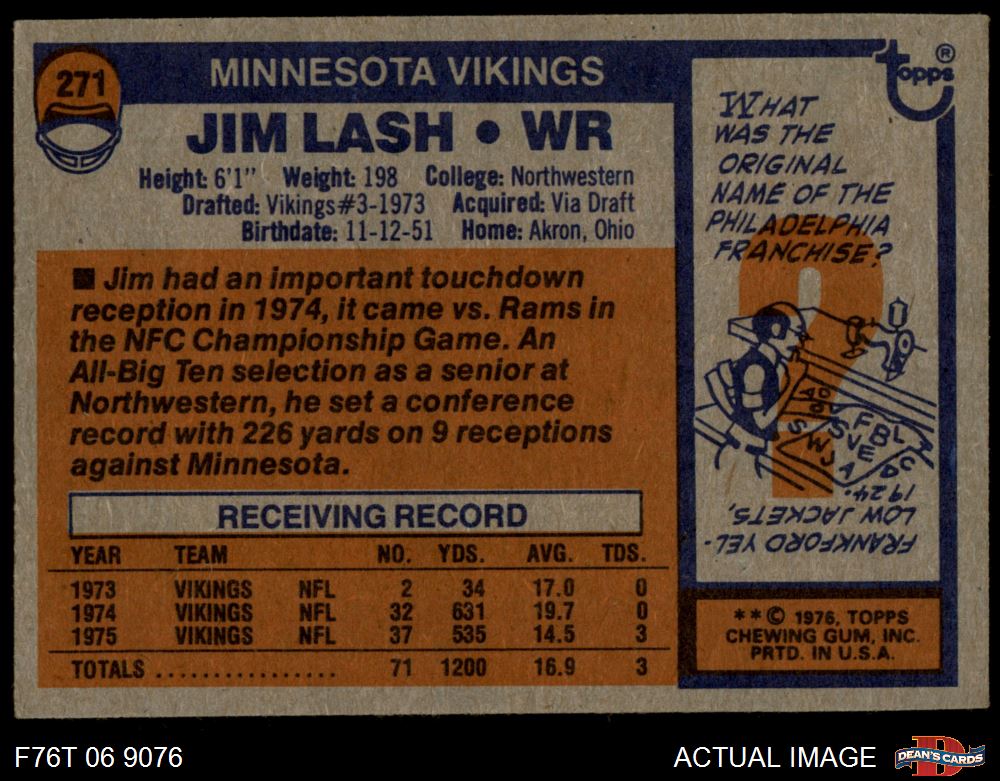 271
MINNESOTA VIKINGS
JIM LASH • WR
Height: 6'1" Weight: 198 College: Northwestern
Drafted: Vikings#3-1973 Acquired: Via Draft
Birthdate: 11-12-51 Home: Akron, Ohio
■ Jim had an important touchdown
reception in 1974, it came vs. Rams in
the NFC Championship Game. An
All-Big Ten selection as a senior at
Northwestern, he set a conference
record with 226 yards on 9 receptions
against Minnesota.
RECEIVING RECORD
YEAR TEAM NO. YDS. AVG. TDS.
1973 VIKINGS NFL 2 34 17.0 0
1974 VIKINGS NFL 32 631 19.7 0
1975 VIKINGS NFL 37 535 14.5 3
TOTALS ................. 71 1200 16.9 3
topps®
WHAT
WAS THE
ORIGINAL
NAME OF THE
PHILADELPHIA
FRANCHISE?
FRANKFORD YEL-
LOW JACKETS,
1924.
**© 1976, TOPPS
CHEWING GUM, INC.
PRTD. IN U.S.A.
F76T 06 9076
ACTUAL IMAGE
DEAN'S CARDS